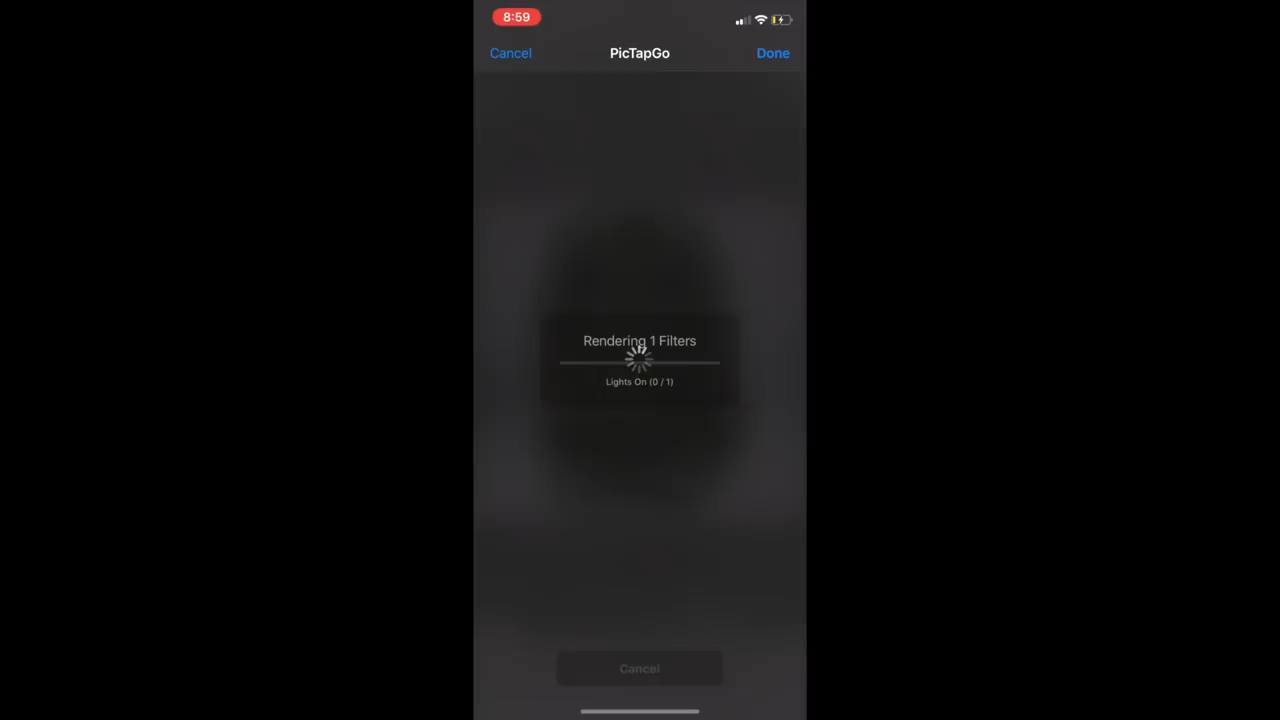 8:59
Cancel PicTapGo Done
Rendering 1 Filters
Lights On (0 / 1)
Cancel